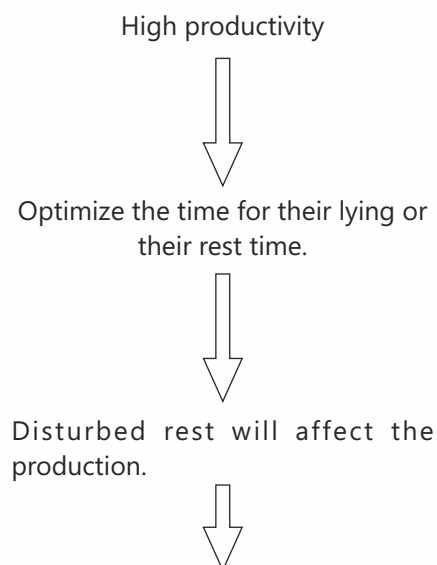 High productivity
Optimize the time for their lying or
their rest time.
Disturbed rest will affect the
production.